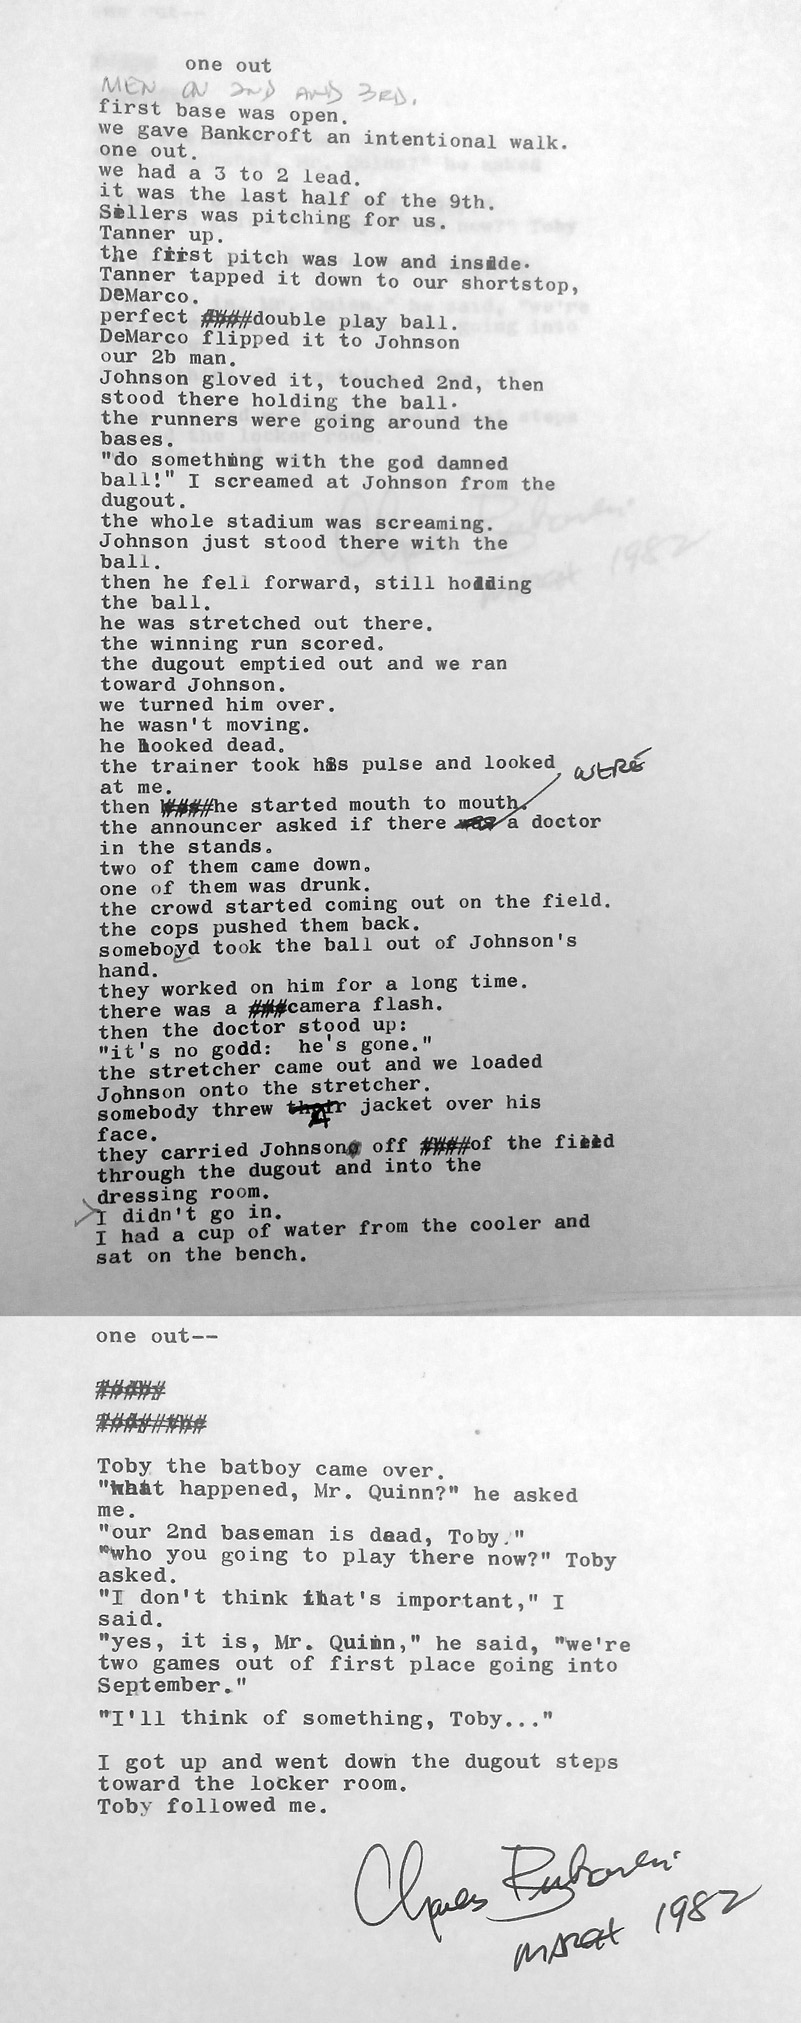 one out
MEN ON 2ND AND 3RD.
first base was open.
we gave Bankcroft an intentional walk.
one out.
we had a 3 to 2 lead.
it was the last half of the 9th.
Sellers was pitching for us.
Tanner up.
the first pitch was low and inside.
Tanner tapped it down to our shortstop,
DeMarco.
perfect double play ball.
DeMarco flipped it to Johnson
our 2b man.
Johnson gloved it, touched 2nd, then
stood there holding the ball.
the runners were going around the
bases.
"do something with the god damned
ball!" I screamed at Johnson from the
dugout.
the whole stadium was screaming.
Johnson just stood there with the
ball.
then he fell forward, still holding
the ball.
he was stretched out there.
the winning run scored.
the dugout emptied out and we ran
toward Johnson.
we turned him over.
he wasn't moving.
he looked dead.
the trainer took his pulse and looked
at me.
then he started mouth to mouth.
WERE
the announcer asked if there was a doctor
in the stands.
two of them came down.
one of them was drunk.
the crowd started coming out on the field.
the cops pushed them back.
someboyd took the ball out of Johnson's
hand.
they worked on him for a long time.
there was a camera flash.
then the doctor stood up:
"it's no godd:  he's gone."
the stretcher came out and we loaded
Johnson onto the stretcher.
somebody threw their jacket over his
A
face.
they carried Johnson off of the field
through the dugout and into the
dressing room.
I didn't go in.
I had a cup of water from the cooler and
sat on the bench.
one out--
Toby the batboy came over.
"what happened, Mr. Quinn?" he asked
me.
"our 2nd baseman is dead, Toby."
"who you going to play there now?" Toby
asked.
"I don't think that's important," I
said.
"yes, it is, Mr. Quinn," he said, "we're
two games out of first place going into
September."
"I'll think of something, Toby..."
I got up and went down the dugout steps
toward the locker room.
Toby followed me.
Charles Bukowski
MARCH 1982